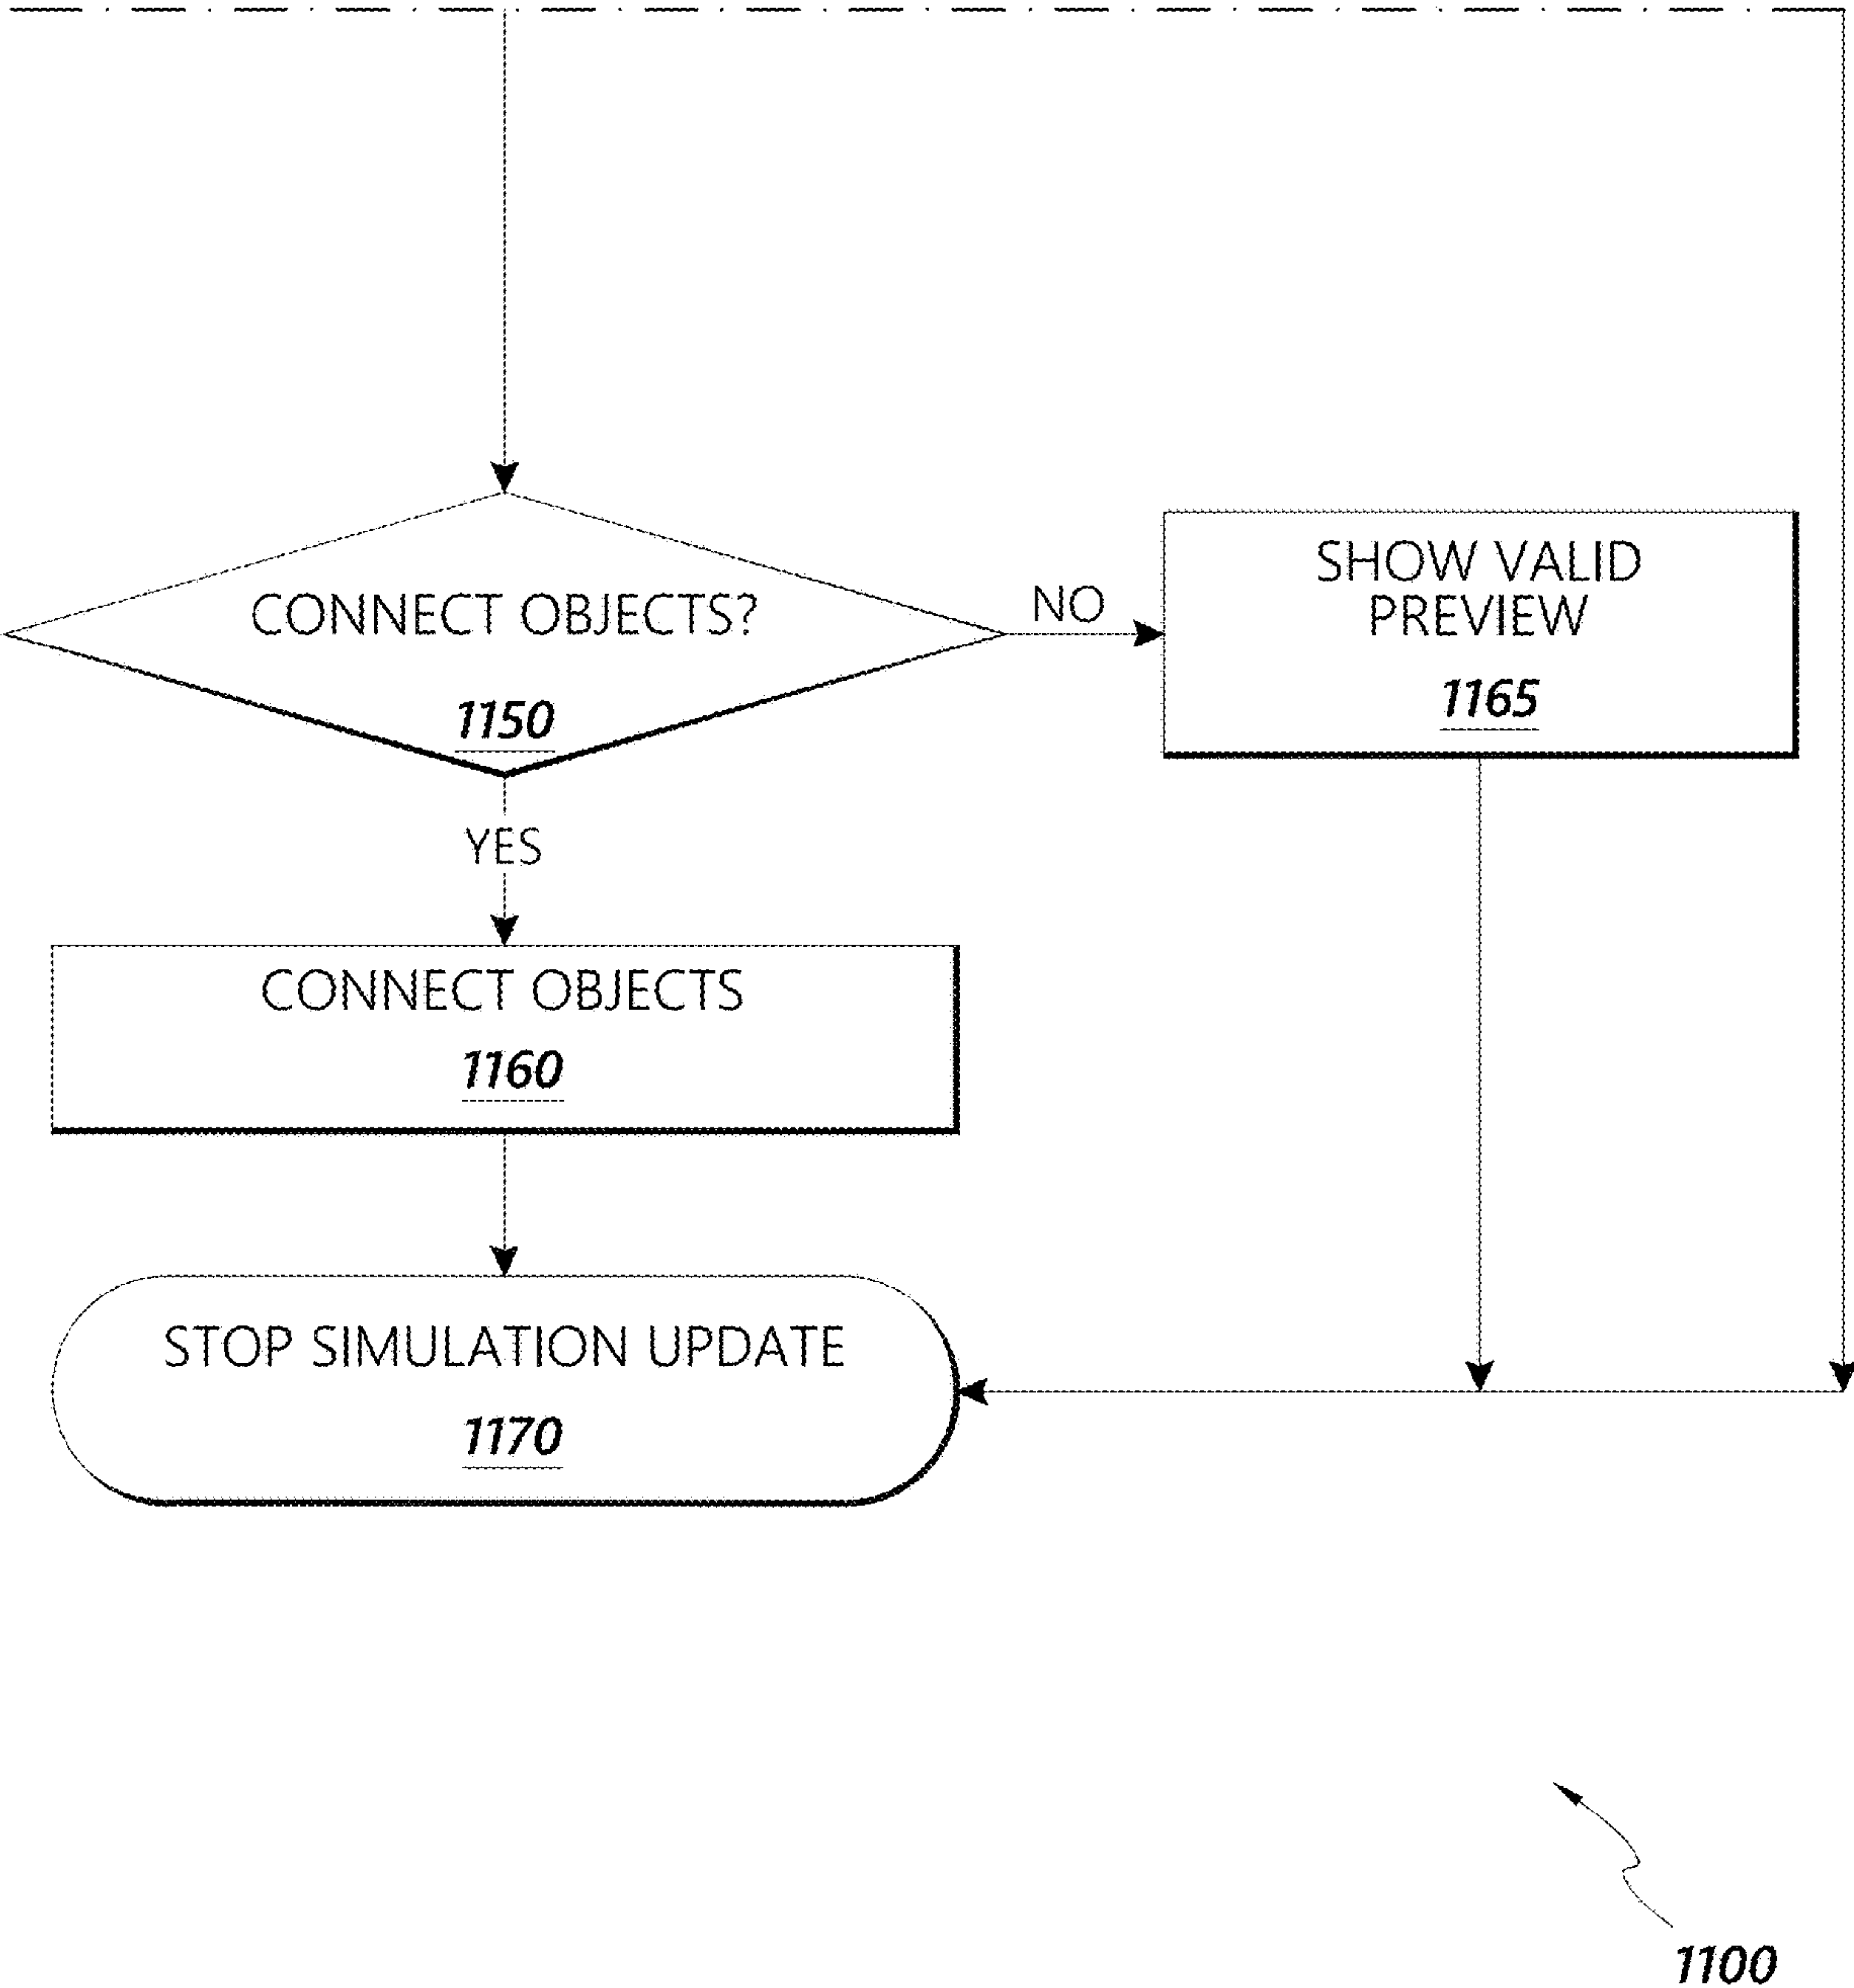 CONNECT OBJECTS?
1150
NO
SHOW VALID
PREVIEW
1165
YES
CONNECT OBJECTS
1160
STOP SIMULATION UPDATE
1170
1100